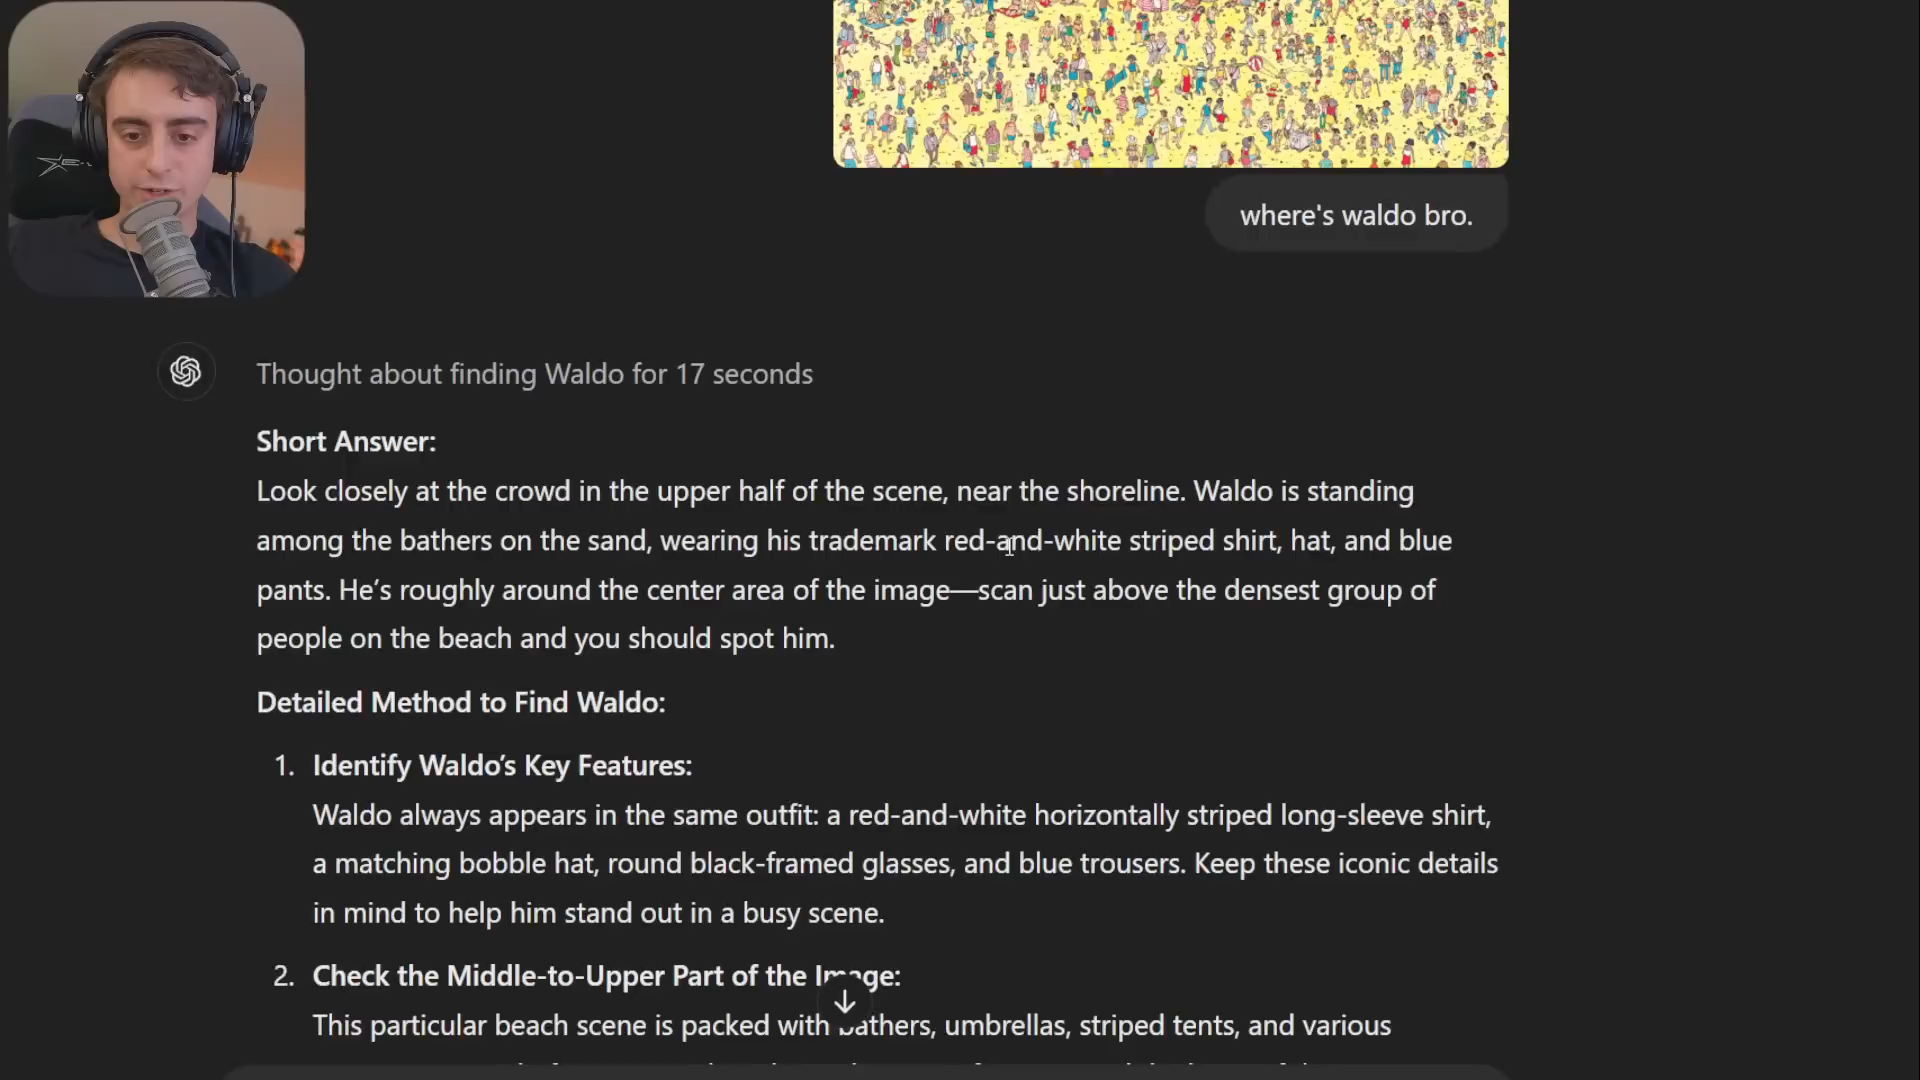 where's waldo bro.
Thought about finding Waldo for 17 seconds
Short Answer:
Look closely at the crowd in the upper half of the scene, near the shoreline. Waldo is standing
among the bathers on the sand, wearing his trademark red-and-white striped shirt, hat, and blue
pants. He’s roughly around the center area of the image—scan just above the densest group of
people on the beach and you should spot him.
Detailed Method to Find Waldo:
1. Identify Waldo’s Key Features:
Waldo always appears in the same outfit: a red-and-white horizontally striped long-sleeve shirt,
a matching bobble hat, round black-framed glasses, and blue trousers. Keep these iconic details
in mind to help him stand out in a busy scene.
2. Check the Middle-to-Upper Part of the Image:
This particular beach scene is packed with bathers, umbrellas, striped tents, and various